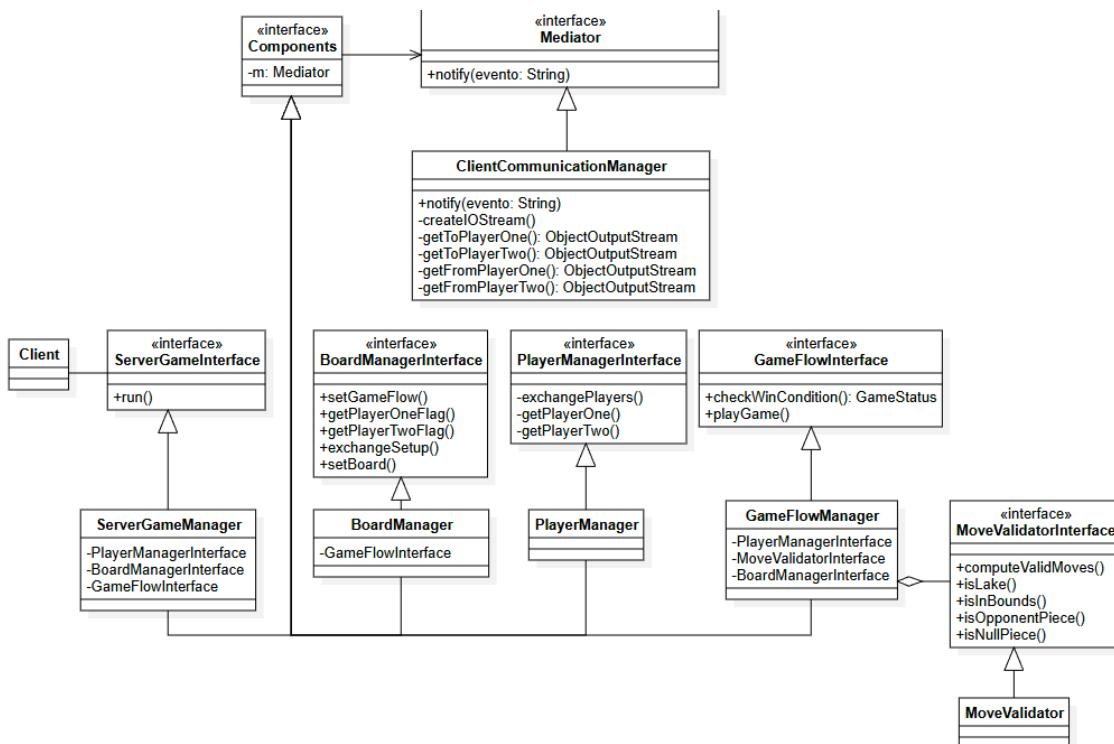 «interface»
Components
-m: Mediator
«interface»
Mediator
+notify(evento: String)
ClientCommunicationManager
+notify(evento: String)
-createIOStream()
-getToPlayerOne(): ObjectOutputStream
-getToPlayerTwo(): ObjectOutputStream
-getFromPlayerOne(): ObjectOutputStream
-getFromPlayerTwo(): ObjectOutputStream
Client
«interface»
ServerGameInterface
+run()
«interface»
BoardManagerInterface
+setGameFlow()
+getPlayerOneFlag()
+getPlayerTwoFlag()
+exchangeSetup()
+setBoard()
«interface»
PlayerManagerInterface
-exchangePlayers()
-getPlayerOne()
-getPlayerTwo()
«interface»
GameFlowInterface
+checkWinCondition(): GameStatus
+playGame()
ServerGameManager
-PlayerManagerInterface
-BoardManagerInterface
-GameFlowInterface
BoardManager
-GameFlowInterface
PlayerManager
GameFlowManager
-PlayerManagerInterface
-MoveValidatorInterface
-BoardManagerInterface
«interface»
MoveValidatorInterface
+computeValidMoves()
+isLake()
+isInBounds()
+isOpponentPiece()
+isNullPiece()
MoveValidator